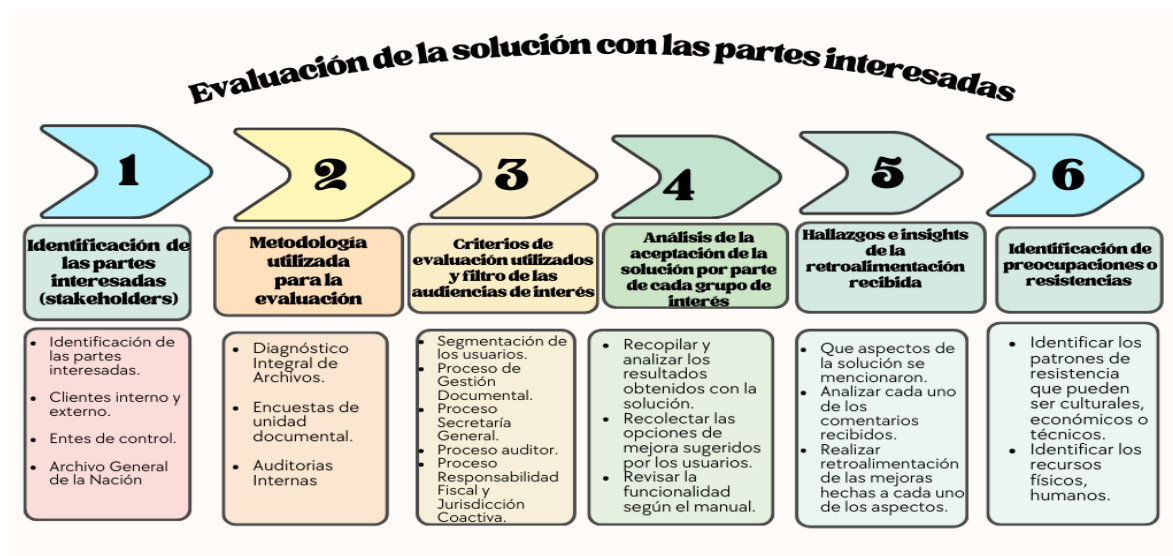 Evaluación de la solución con las partes interesadas
1
Identificación de
las partes
interesadas
(stakeholders)
• Identificación de
las partes
interesadas.
• Clientes interno y
externo.
• Entes de control.
• Archivo General
de la Nación
2
Metodología
utilizada
para la
evaluación
• Diagnóstico
Integral de
Archivos.
• Encuestas de
unidad
documental.
• Auditorias
Internas
3
Criterios de
evaluación utilizados
y filtro de las
audiencias de interés
• Segmentación de
los usuarios.
• Proceso de
Gestión
Documental.
• Proceso
Secretaría
General.
• Proceso auditor.
• Proceso
Responsabilidad
Fiscal y
Jurisdicción
Coactiva.
4
Análisis de la
aceptación de la
solución por parte
de cada grupo de
interés
• Recopilar y
analizar los
resultados
obtenidos con la
solución.
• Recolectar las
opciones de
mejora sugeridos
por los usuarios.
• Revisar la
funcionalidad
según el manual.
5
Hallazgos e insights
de la
retroalimentación
recibida
• Que aspectos de
la solución se
mencionaron.
• Analizar cada uno
de los
comentarios
recibidos.
• Realizar
retroalimentación
de las mejoras
hechas a cada uno
de los aspectos.
6
Identificación de
preocupaciones o
resistencias
• Identificar los
patrones de
resistencia
que pueden
ser culturales,
económicos o
técnicos.
• Identificar los
recursos
físicos,
humanos.